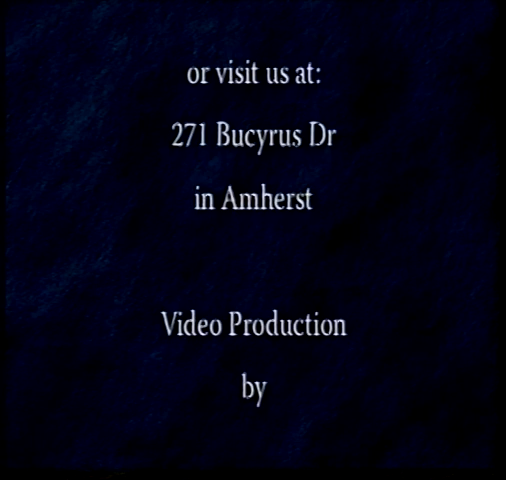 or visit us at:
271 Bucyrus Dr
in Amherst
Video Production
by